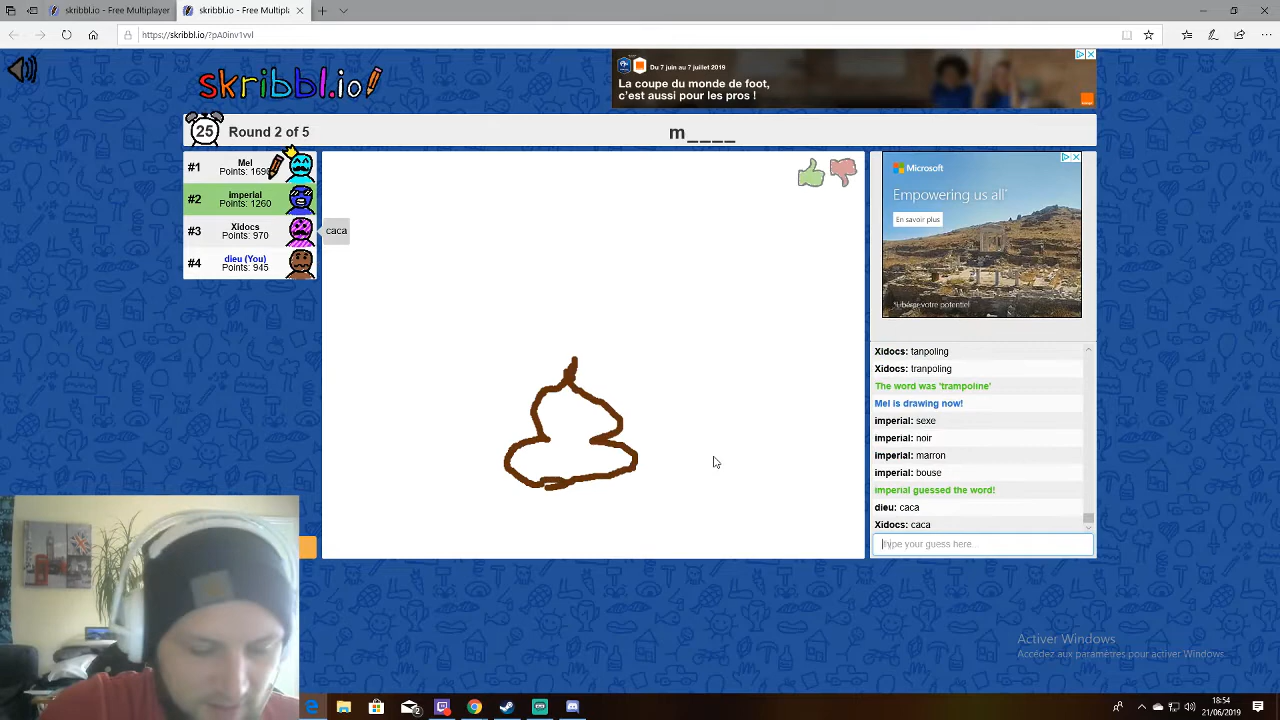 skribbl.io - Free Multiplayer
skribbl.io - Free Multipl
https://skribbl.io/?pA0inv1vvl
skribbl.io
Du 7 juin au 7 juillet 2019
La coupe du monde de foot,
c'est aussi pour les pros !
25
Round 2 of 5
m____
#1
Mel
Points: 1690
#2
imperial
Points: 1260
#3
Xidocs
Points: 970
caca
#4
dieu (You)
Points: 945
Microsoft
Empowering us all
En savoir plus
*Libérer votre potentiel
Xidocs: tanpoling
Xidocs: tranpoling
The word was 'trampoline'
Mel is drawing now!
imperial: sexe
imperial: noir
imperial: marron
imperial: bouse
imperial guessed the word!
dieu: caca
Xidocs: caca
Type your guess here...
Activer Windows
Accédez aux paramètres pour activer Windows.
18:54
21/06/2019